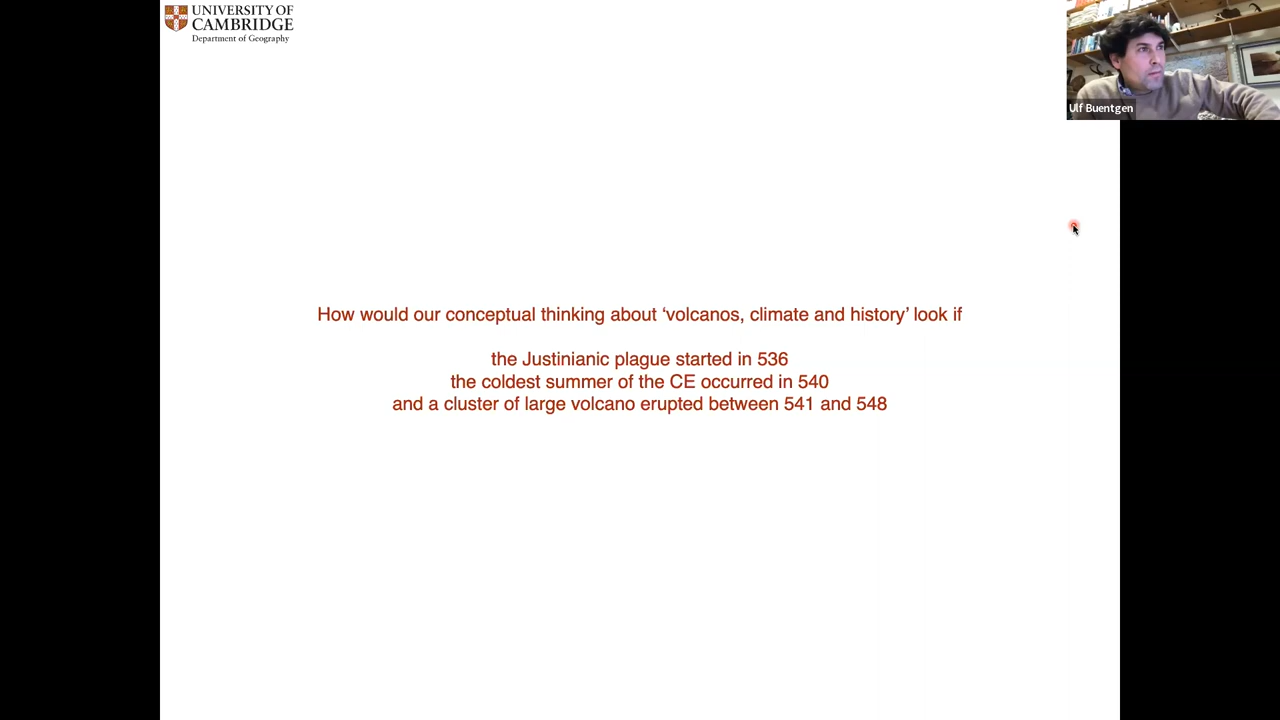 UNIVERSITY OF
CAMBRIDGE
Department of Geography
Ulf Buentgen
How would our conceptual thinking about ‘volcanos, climate and history’ look if
the Justinianic plague started in 536
the coldest summer of the CE occurred in 540
and a cluster of large volcano erupted between 541 and 548